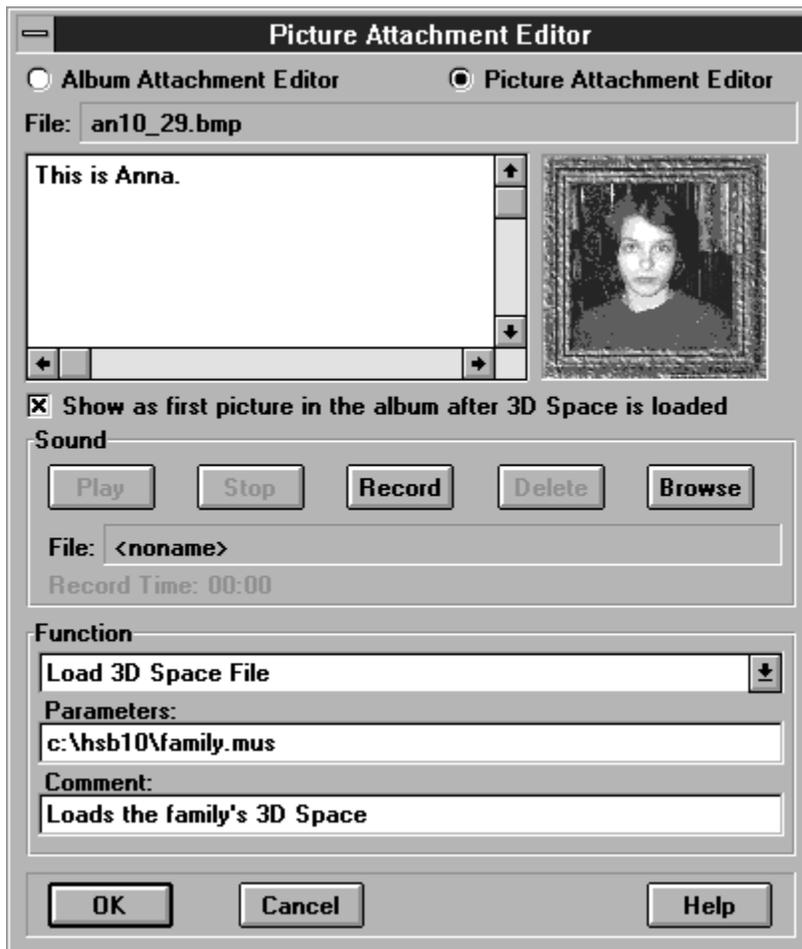 Picture Attachment Editor
Album Attachment Editor Picture Attachment Editor
File: an10_29.bmp
This is Anna.
Show as first picture in the album after 3D Space is loaded
Sound
Play Stop Record Delete Browse
File: <noname>
Record Time: 00:00
Function
Load 3D Space File
Parameters:
c:\hsb10\family.mus
Comment:
Loads the family's 3D Space
OK Cancel Help